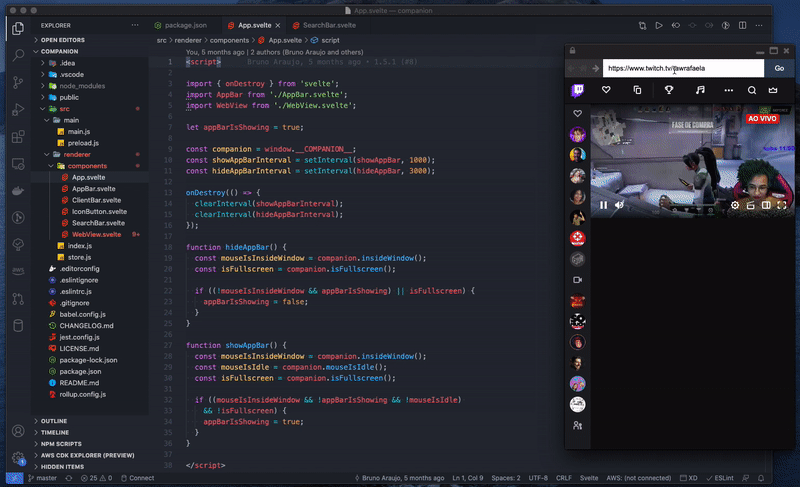 App.svelte — companion
EXPLORER
OPEN EDITORS
COMPANION
.idea
.vscode
node_modules
public
src
main
main.js
preload.js
renderer
components
App.svelte
AppBar.svelte
ClientBar.svelte
IconButton.svelte
SearchBar.svelte
WebView.svelte
9+
index.js
store.js
.editorconfig
.eslintignore
.eslintrc.js
.gitignore
babel.config.js
CHANGELOG.md
jest.config.js
LICENSE.md
package-lock.json
package.json
README.md
rollup.config.js
OUTLINE
TIMELINE
NPM SCRIPTS
AWS CDK EXPLORER (PREVIEW)
HIDDEN ITEMS
package.json
App.svelte
SearchBar.svelte
src > renderer > components > App.svelte > script
You, 5 months ago | 2 authors (Bruno Araujo and others)
1 <script> Bruno Araujo, 5 months ago • 1.5.1 (#8)
2
3 import { onDestroy } from 'svelte';
4 import AppBar from './AppBar.svelte';
5 import WebView from './WebView.svelte';
6
7 let appBarIsShowing = true;
8
9 const companion = window.__COMPANION__;
10 const showAppBarInterval = setInterval(showAppBar, 1000);
11 const hideAppBarInterval = setInterval(hideAppBar, 3000);
12
13 onDestroy(() => {
14 clearInterval(showAppBarInterval);
15 clearInterval(hideAppBarInterval);
16 });
17
18 function hideAppBar() {
19 const mouseIsInsideWindow = companion.insideWindow();
20 const isFullscreen = companion.isFullscreen();
21
22 if ((!mouseIsInsideWindow && appBarIsShowing) || isFullscreen) {
23 appBarIsShowing = false;
24 }
25 }
26
27 function showAppBar() {
28 const mouseIsInsideWindow = companion.insideWindow();
29 const mouseIsIdle = companion.mouseIsIdle();
30 const isFullscreen = companion.isFullscreen();
31
32 if ((mouseIsInsideWindow && !appBarIsShowing && !mouseIsIdle)
33 && !isFullscreen) {
34 appBarIsShowing = true;
35 }
36 }
37
38 </script>
https://www.twitch.tv/lawrafaela
Go
FASE DE COMPRA
AO VIVO
master
25 0
Connect
Bruno Araujo, 5 months ago
Ln 1, Col 9
Spaces: 2
UTF-8
CRLF
Svelte
AWS: (not connected)
XD
ESLint